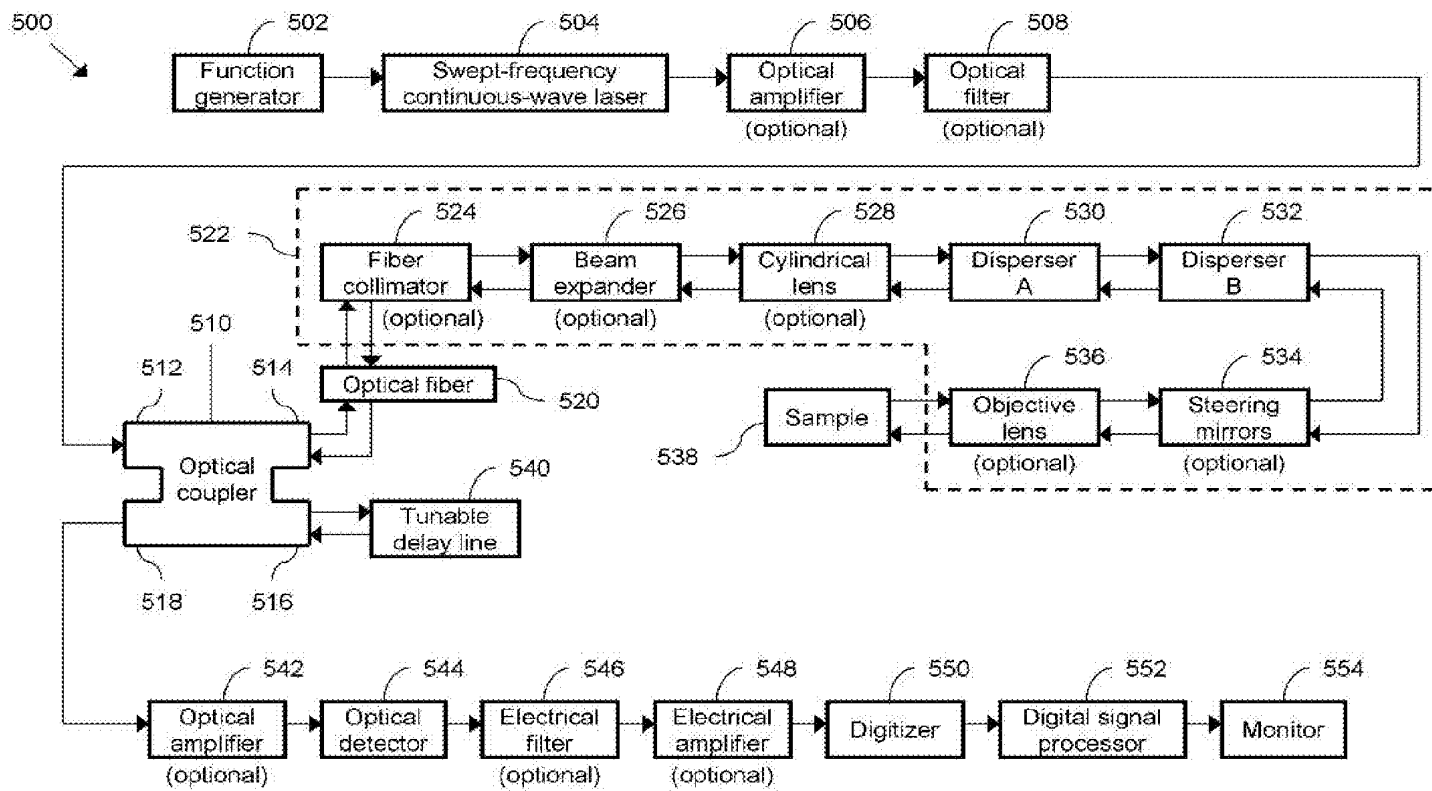 500
502
504
506
508
Function
generator
Swept-frequency
continuous-wave laser
Optical
amplifier
(optional)
Optical
filter
(optional)
522
524
526
528
530
532
Fiber
collimator
(optional)
Beam
expander
(optional)
Cylindrical
lens
(optional)
Disperser
A
Disperser
B
510
512
514
Optical fiber
520
536
534
Sample
538
Objective
lens
(optional)
Steering
mirrors
(optional)
Optical
coupler
540
Tunable
delay line
518
516
542
544
546
548
550
552
554
Optical
amplifier
(optional)
Optical
detector
Electrical
filter
(optional)
Electrical
amplifier
(optional)
Digitizer
Digital signal
processor
Monitor